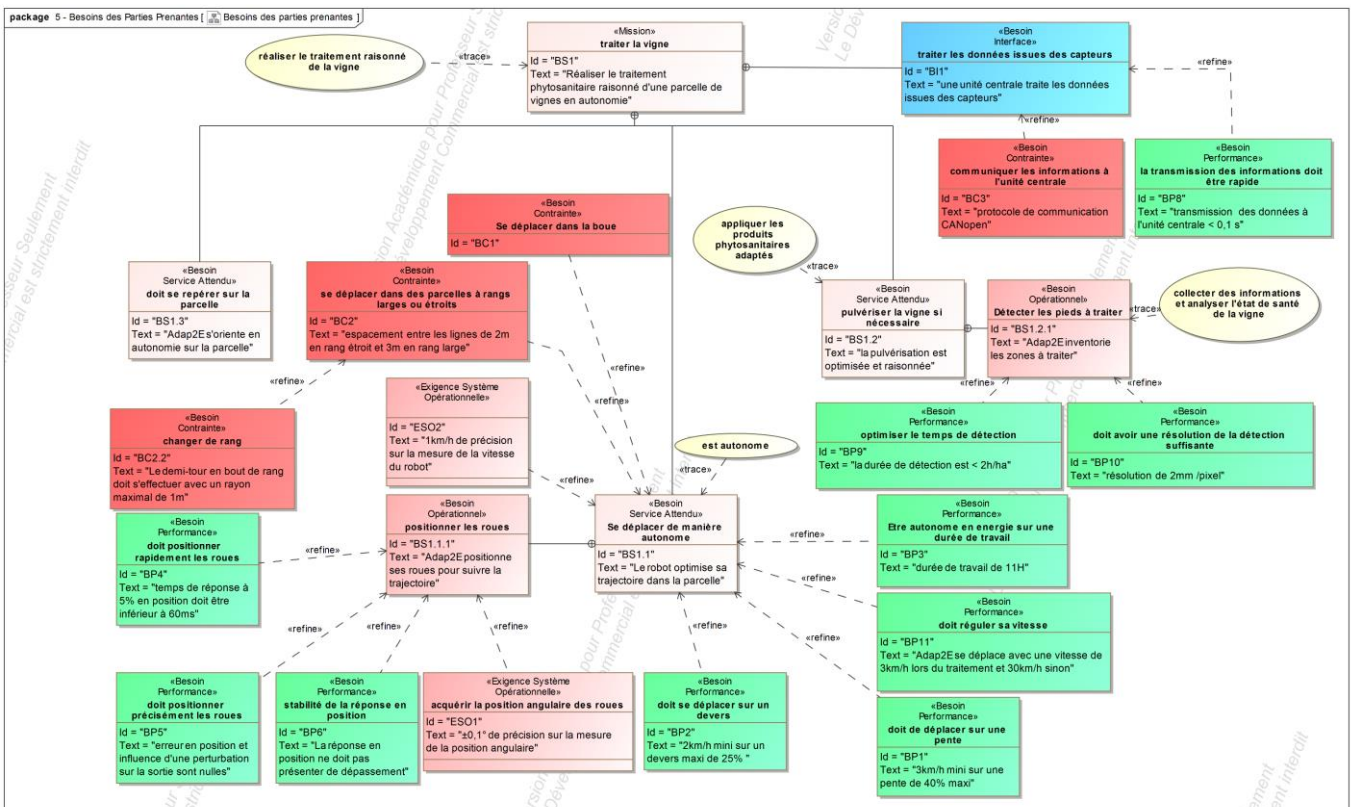 package 5 - Besoins des Parties Prenantes [ Besoins des parties prenantes ]
réaliser le traitement raisonné
de la vigne
«trace»
«Mission»
traiter la vigne
Id = "BS1"
Text = "Réaliser le traitement
phytosanitaire raisonné d'une parcelle de
vignes en autonomie"
«Besoin
Interface»
traiter les données issues des capteurs
Id = "BI1"
Text = "une unité centrale traite les données
issues des capteurs"
«refine»
«refine»
«Besoin
Contrainte»
communiquer les informations à
l'unité centrale
Id = "BC3"
Text = "protocole de communication
CANopen"
«Besoin
Performance»
la transmission des informations doit
être rapide
Id = "BP8"
Text = "transmission des données à
l'unité centrale < 0,1 s"
«Besoin
Contrainte»
Se déplacer dans la boue
Id = "BC1"
appliquer les
produits
phytosanitaires
adaptés
«trace»
«Besoin
Service Attendu»
doit se repérer sur la
parcelle
Id = "BS1.3"
Text = "Adap2E s'oriente en
autonomie sur la parcelle"
«Besoin
Contrainte»
se déplacer dans des parcelles à rangs
larges ou étroits
Id = "BC2"
Text = "espacement entre les lignes de 2m
en rang étroit et 3m en rang large"
«Besoin
Service Attendu»
pulvériser la vigne si
nécessaire
Id = "BS1.2"
Text = "la pulvérisation est
optimisée et raisonnée"
«Besoin
Opérationnel»
Détecter les pieds à traiter
Id = "BS1.2.1"
Text = "Adap2E inventorie
les zones à traiter"
«trace»
collecter des informations
et analyser l'état de santé
de la vigne
«refine»
«refine»
«refine»
«refine»
«refine»
«Besoin
Contrainte»
changer de rang
Id = "BC2.2"
Text = "Le demi-tour en bout de rang
doit s'effectuer avec un rayon
maximal de 1m"
«Exigence Système
Opérationnelle»
Id = "ESO2"
Text = "1km/h de précision
sur la mesure de la vitesse
du robot"
«refine»
est autonome
«trace»
«Besoin
Performance»
optimiser le temps de détection
Id = "BP9"
Text = "la durée de détection est < 2h/ha"
«Besoin
Performance»
doit avoir une résolution de la détection
suffisante
Id = "BP10"
Text = "résolution de 2mm /pixel"
«Besoin
Performance»
doit positionner
rapidement les roues
Id = "BP4"
Text = "temps de réponse à
5% en position doit être
inférieur à 60ms"
«refine»
«Besoin
Opérationnel»
positionner les roues
Id = "BS1.1.1"
Text = "Adap2E positionne
ses roues pour suivre la
trajectoire"
«Besoin
Service Attendu»
Se déplacer de manière
autonome
Id = "BS1.1"
Text = "Le robot optimise sa
trajectoire dans la parcelle"
«refine»
«Besoin
Performance»
Etre autonome en energie sur une
durée de travail
Id = "BP3"
Text = "durée de travail de 11H"
«refine»
«Besoin
Performance»
doit réguler sa vitesse
Id = "BP11"
Text = "Adap2E se déplace avec une vitesse de
3km/h lors du traitement et 30km/h sinon"
«refine»
«refine»
«refine»
«refine»
«refine»
«Besoin
Performance»
doit positionner
précisément les roues
Id = "BP5"
Text = "erreur en position et
influence d'une perturbation
sur la sortie sont nulles"
«Besoin
Performance»
stabilité de la réponse en
position
Id = "BP6"
Text = "La réponse en
position ne doit pas
présenter de dépassement"
«Exigence Système
Opérationnelle»
acquérir la position angulaire des roues
Id = "ESO1"
Text = "±0,1° de précision sur la mesure
de la position angulaire"
«Besoin
Performance»
doit se déplacer sur un
devers
Id = "BP2"
Text = "2km/h mini sur un
devers maxi de 25% "
«Besoin
Performance»
doit de déplacer sur une
pente
Id = "BP1"
Text = "3km/h mini sur une
pente de 40% maxi"